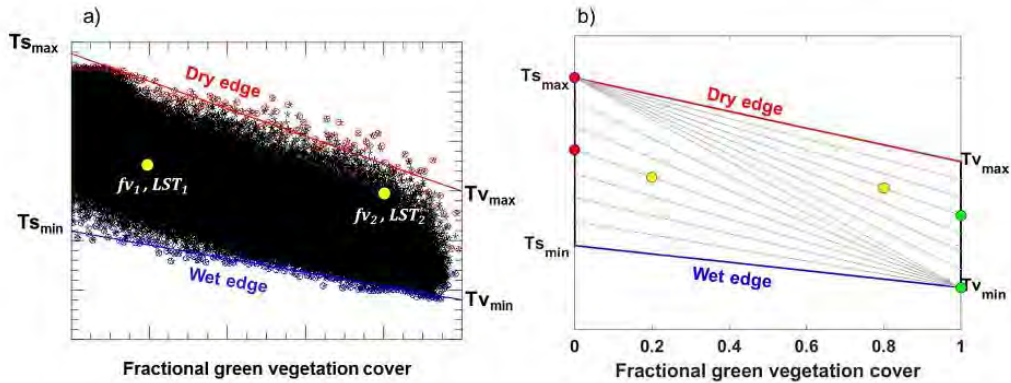 a)
Ts_max
Dry edge
fv_1, LST_1
fv_2, LST_2
Ts_min
Tv_max
Wet edge
Tv_min
Fractional green vegetation cover
b)
Ts_max
Dry edge
Tv_max
Ts_min
Wet edge
Tv_min
0 0.2 0.4 0.6 0.8 1
Fractional green vegetation cover